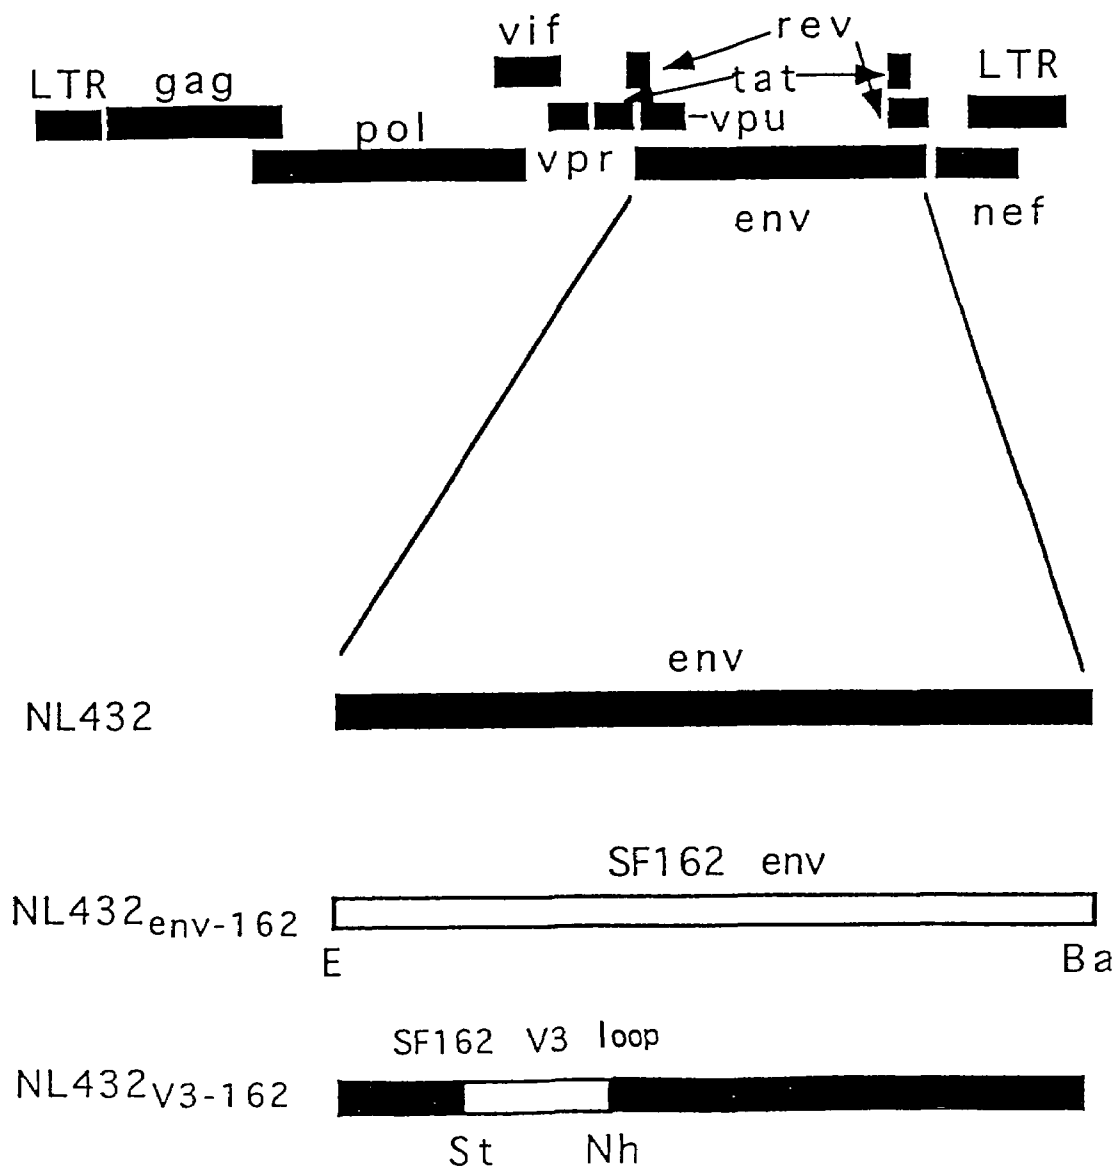 vif
rev
LTR
gag
tat
LTR
pol
vpu
vpr
env
nef
env
NL432
SF162 env
NL432env-162
E
Ba
SF162 V3 loop
NL432V3-162
St
Nh